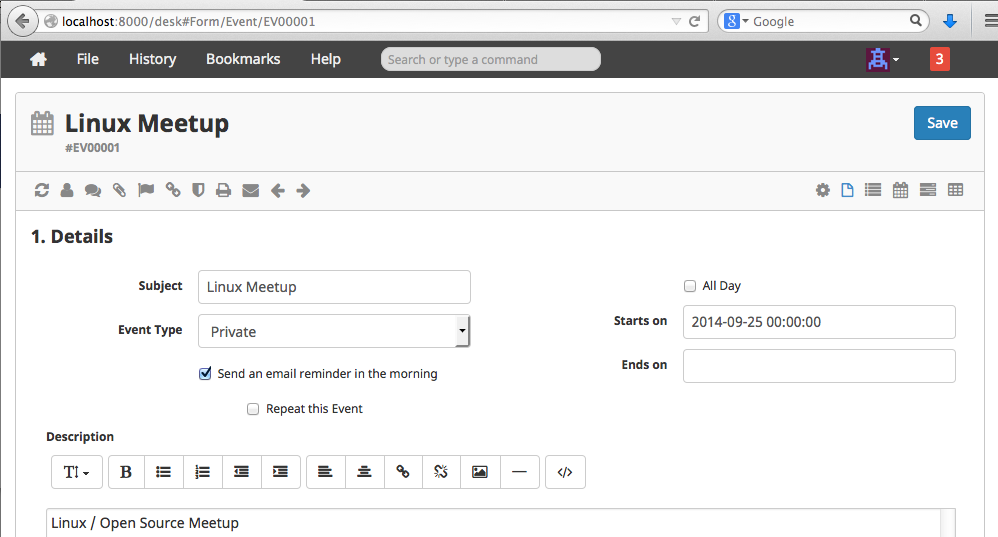 localhost:8000/desk#Form/Event/EV00001
Google
File History Bookmarks Help Search or type a command 3
Linux Meetup
Save
#EV00001
1. Details
Subject Linux Meetup
All Day
Event Type Private
Starts on 2014-09-25 00:00:00
Ends on
Send an email reminder in the morning
Repeat this Event
Description
Linux / Open Source Meetup